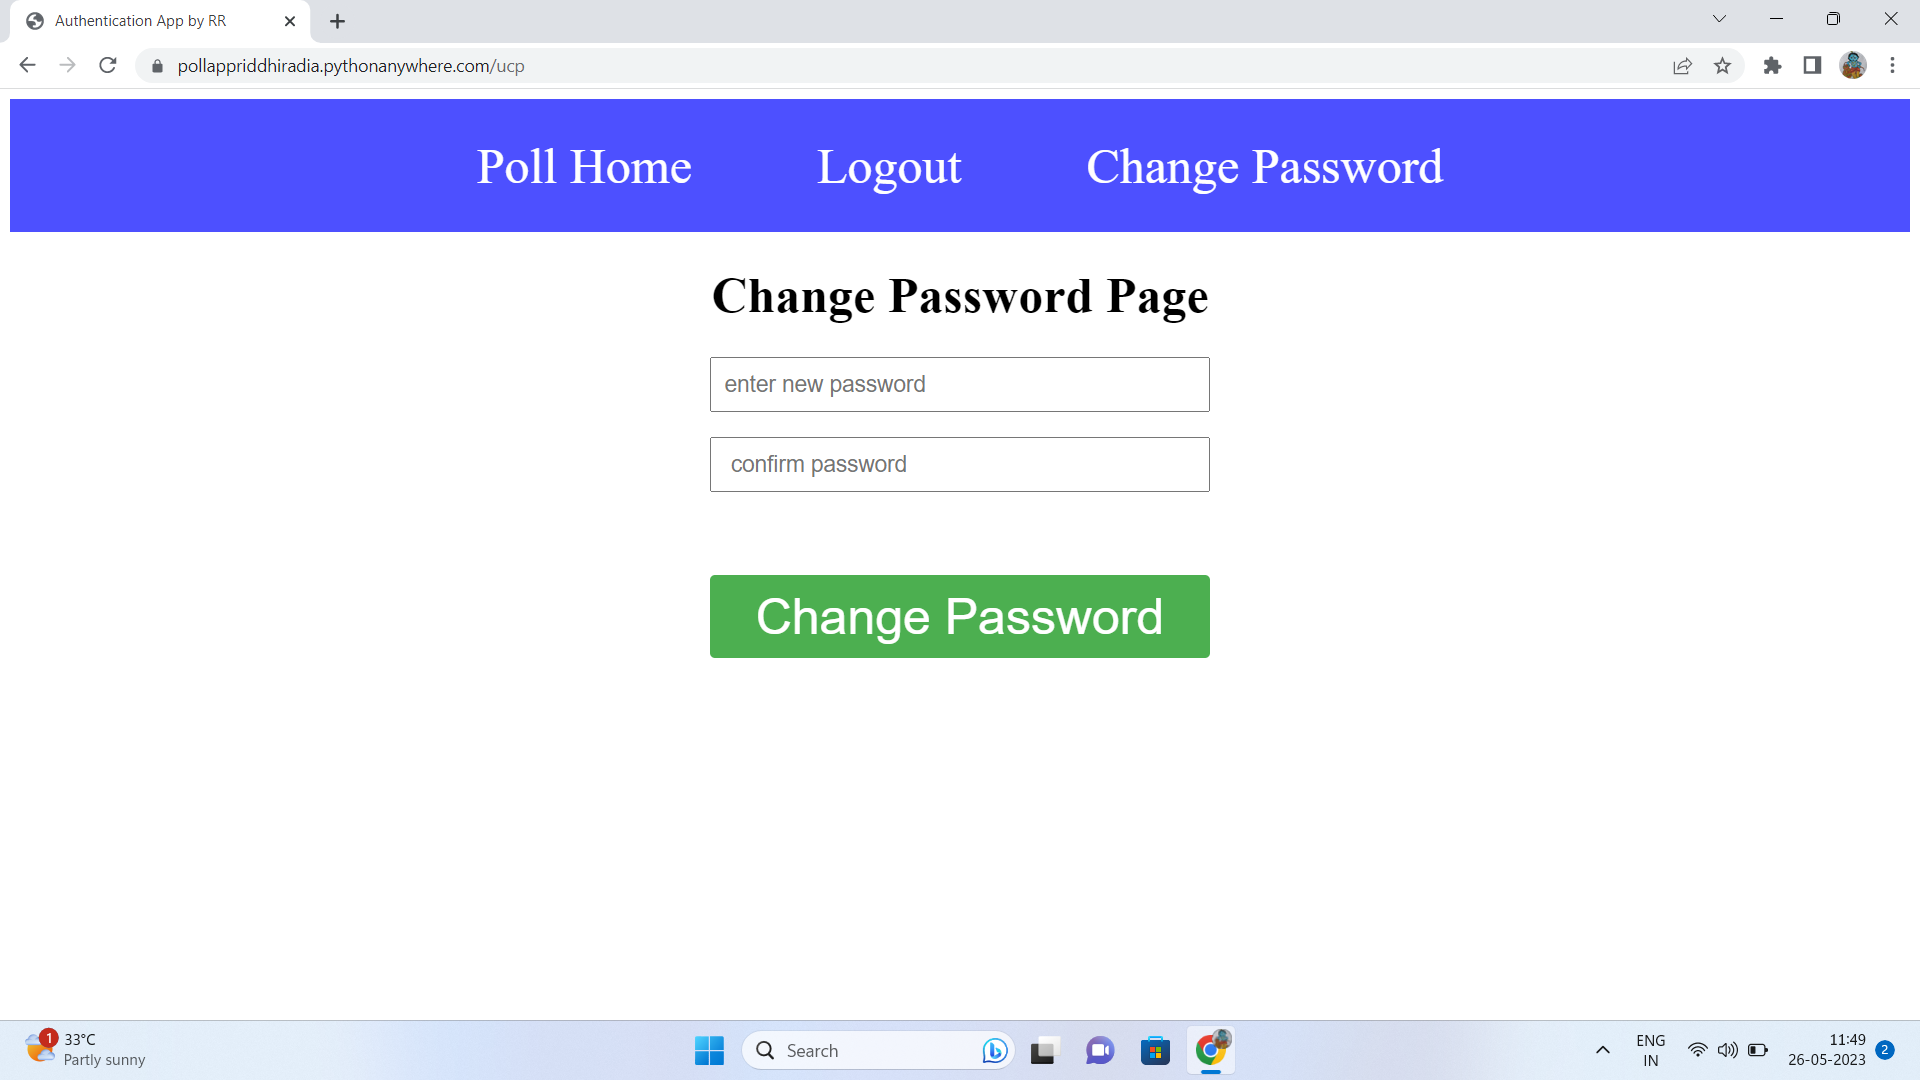 Authentication App by RR
pollappriddhiradia.pythonanywhere.com/ucp
Poll Home Logout Change Password
Change Password Page
enter new password
confirm password
Change Password
1
33°C
Partly sunny
Search
ENG
IN
11:49
26-05-2023
2